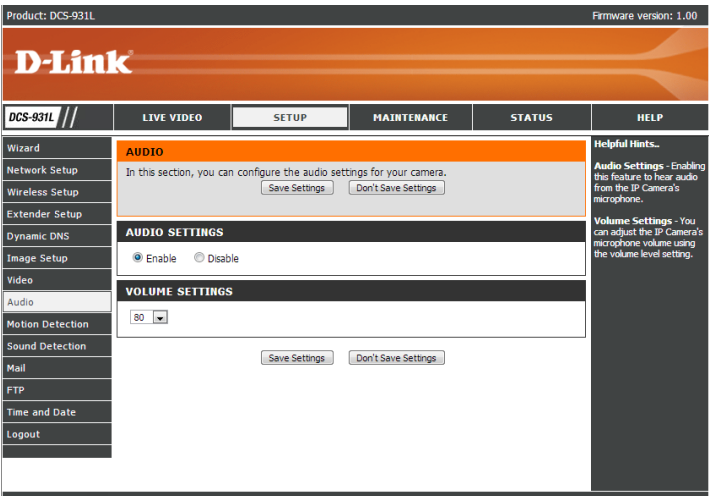 Product: DCS-931L
Firmware version: 1.00
D-Link
DCS-931L
LIVE VIDEO
SETUP
MAINTENANCE
STATUS
HELP
Wizard
Network Setup
Wireless Setup
Extender Setup
Dynamic DNS
Image Setup
Video
Audio
Motion Detection
Sound Detection
Mail
FTP
Time and Date
Logout
AUDIO
In this section, you can configure the audio settings for your camera.
Save Settings
Don't Save Settings
AUDIO SETTINGS
Enable
Disable
VOLUME SETTINGS
80
Save Settings
Don't Save Settings
Helpful Hints..
Audio Settings - Enabling
this feature to hear audio
from the IP Camera's
microphone.
Volume Settings - You
can adjust the IP Camera's
microphone volume using
the volume level setting.